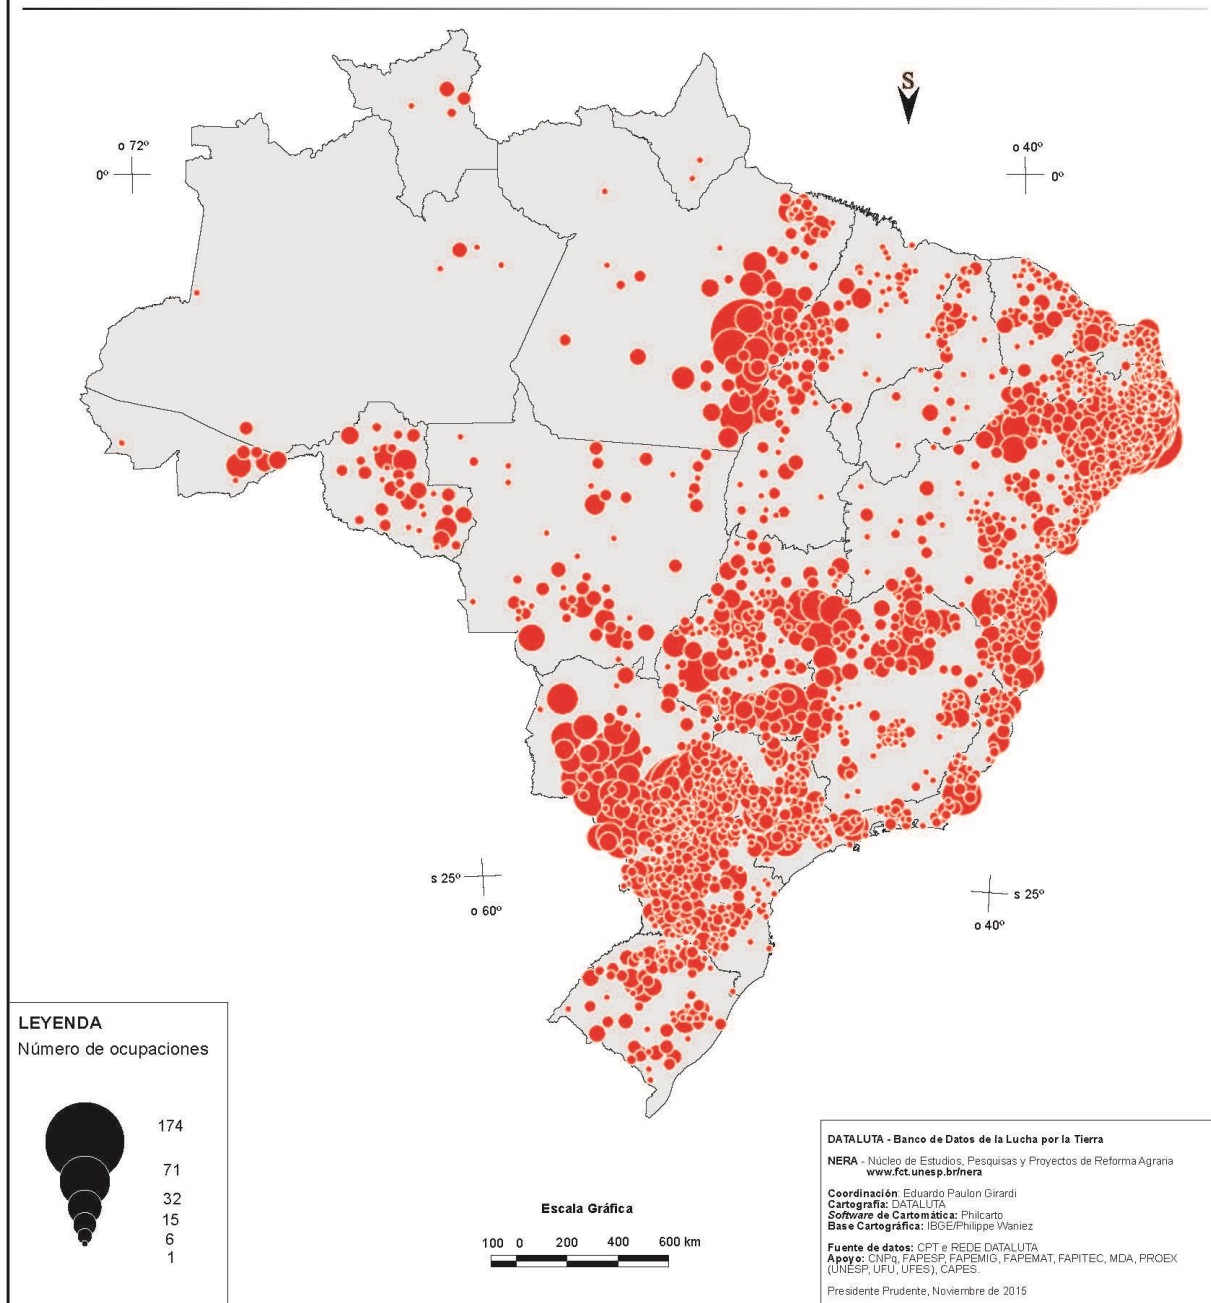 S
o 72º
0º
o 40º
0º
s 25º
o 60º
s 25º
o 40º
LEYENDA
Número de ocupaciones
174
71
32
15
6
1
Escala Gráfica
100 0 200 400 600 km
DATALUTA - Banco de Datos de la Lucha por la Tierra
NERA - Núcleo de Estudios, Pesquisas y Proyectos de Reforma Agraria
www.fct.unesp.br/nera
Coordinación: Eduardo Paulon Girardi
Cartografía: DATALUTA
Software de Cartomática: Philcarto
Base Cartográfica: IBGE/Philippe Waniez
Fuente de datos: CPT e REDE DATALUTA
Apoyo: CNPq, FAPESP, FAPEMIG, FAPEMAT, FAPITEC, MDA, PROEX
(UNESP, UFU, UFES), CAPES.
Presidente Prudente, Noviembre de 2015